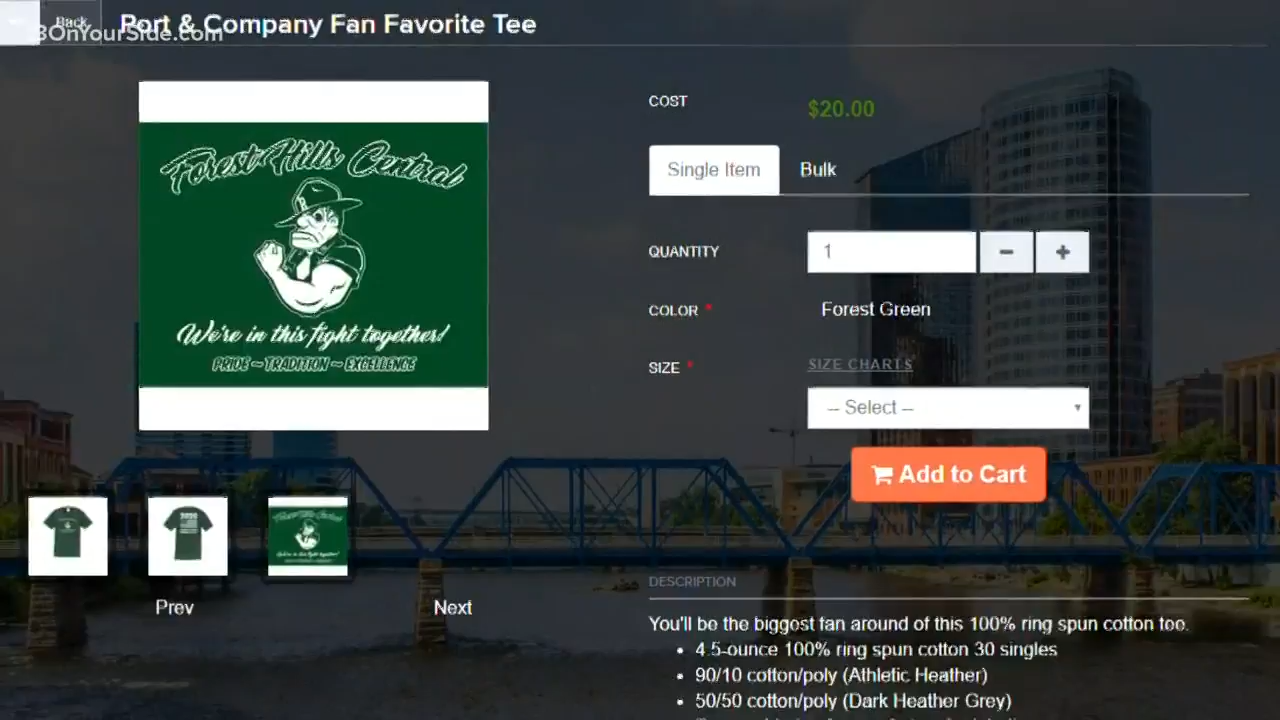 Back
Port & Company Fan Favorite Tee
OnYourSide.com
COST
$20.00
Forest Hills Central
Single Item
Bulk
QUANTITY
1
−
+
COLOR *
Forest Green
We're in this fight together!
PRIDE ~ TRADITION ~ EXCELLENCE
SIZE *
SIZE CHARTS
-- Select --
Add to Cart
Prev
Next
DESCRIPTION
You'll be the biggest fan around of this 100% ring spun cotton tee.
• 4.5-ounce 100% ring spun cotton 30 singles
• 90/10 cotton/poly (Athletic Heather)
• 50/50 cotton/poly (Dark Heather Grey)